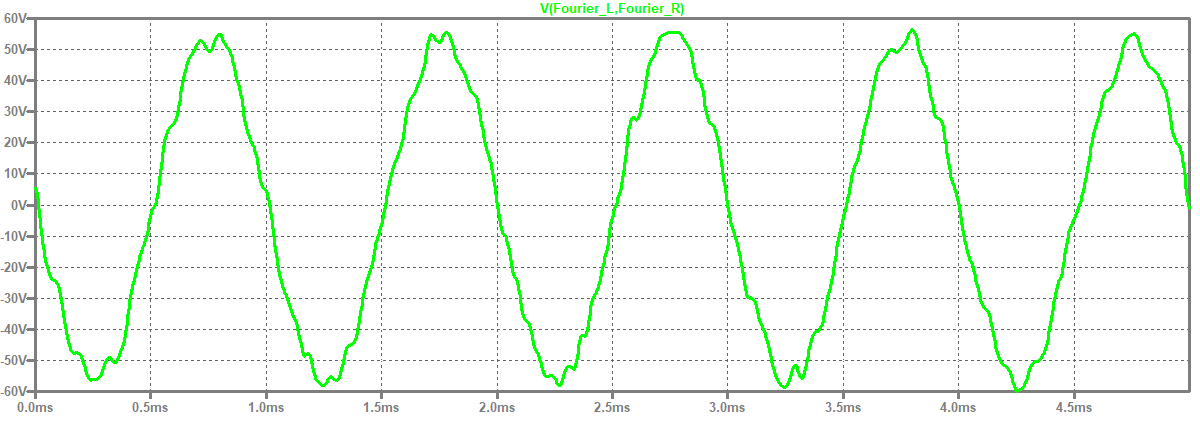 V(Fourier_L,Fourier_R)
60V
50V
40V
30V
20V
10V
0V
-10V
-20V
-30V
-40V
-50V
-60V
0.0ms 0.5ms 1.0ms 1.5ms 2.0ms 2.5ms 3.0ms 3.5ms 4.0ms 4.5ms